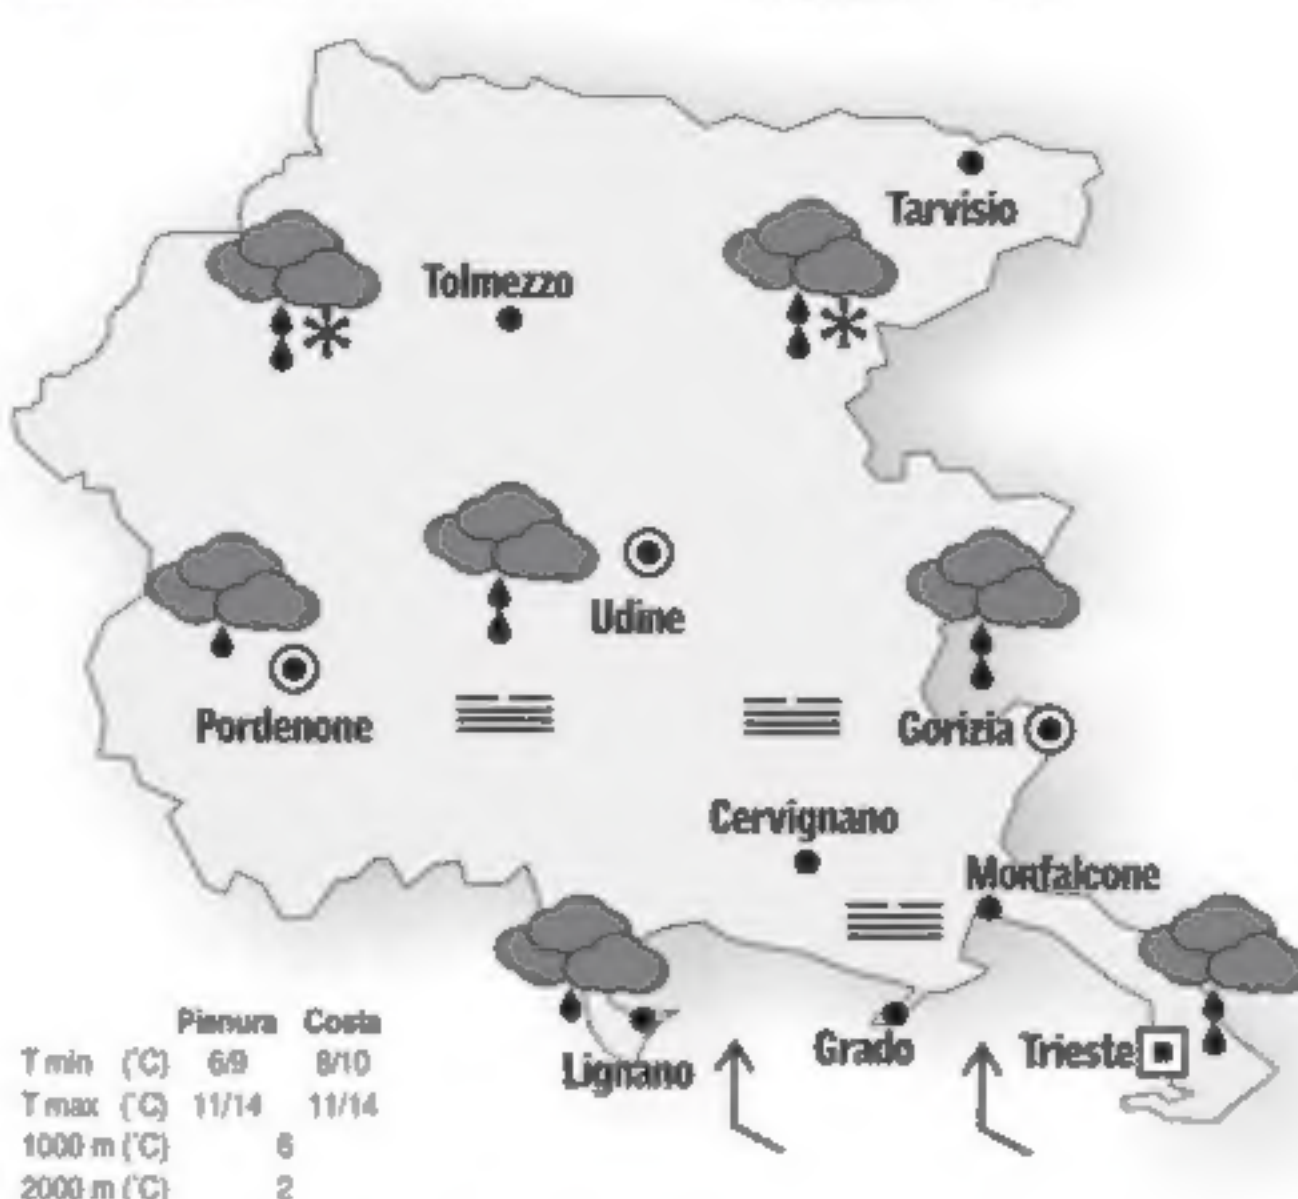 Tarvisio
Tolmezzo
Udine
Pordenone
Gorizia
Cervignano
Monfalcone
Grado
Trieste
Lignano
Pianura Costa
T min (°C) 6/9 8/10
T max (°C) 11/14 11/14
1000 m (°C) 6
2000 m (°C) 2